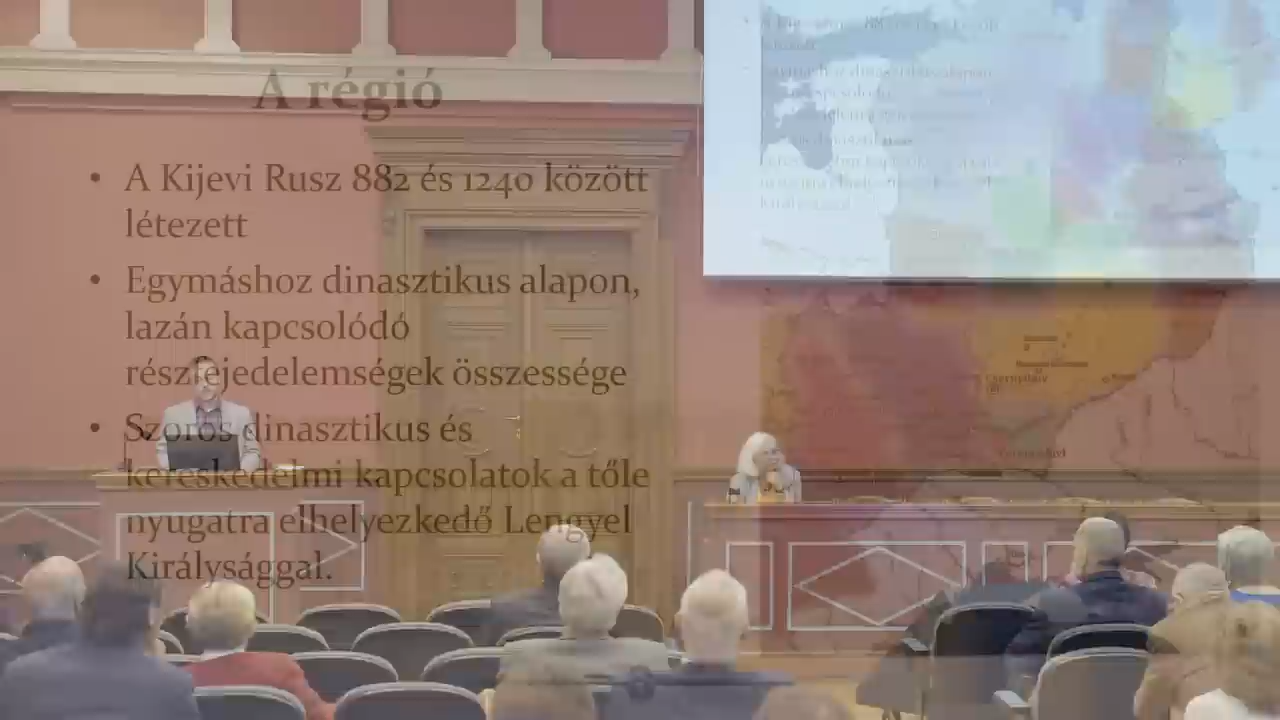 A régió
• A Kijevi Rusz 882 és 1240 között
létezett
• Egymáshoz dinasztikus alapon,
lazán kapcsolódó
részfejedelemségek összessége
• Szoros dinasztikus és
kereskedelmi kapcsolatok a tőle
nyugatra elhelyezkedő Lengyel
Királysággal.